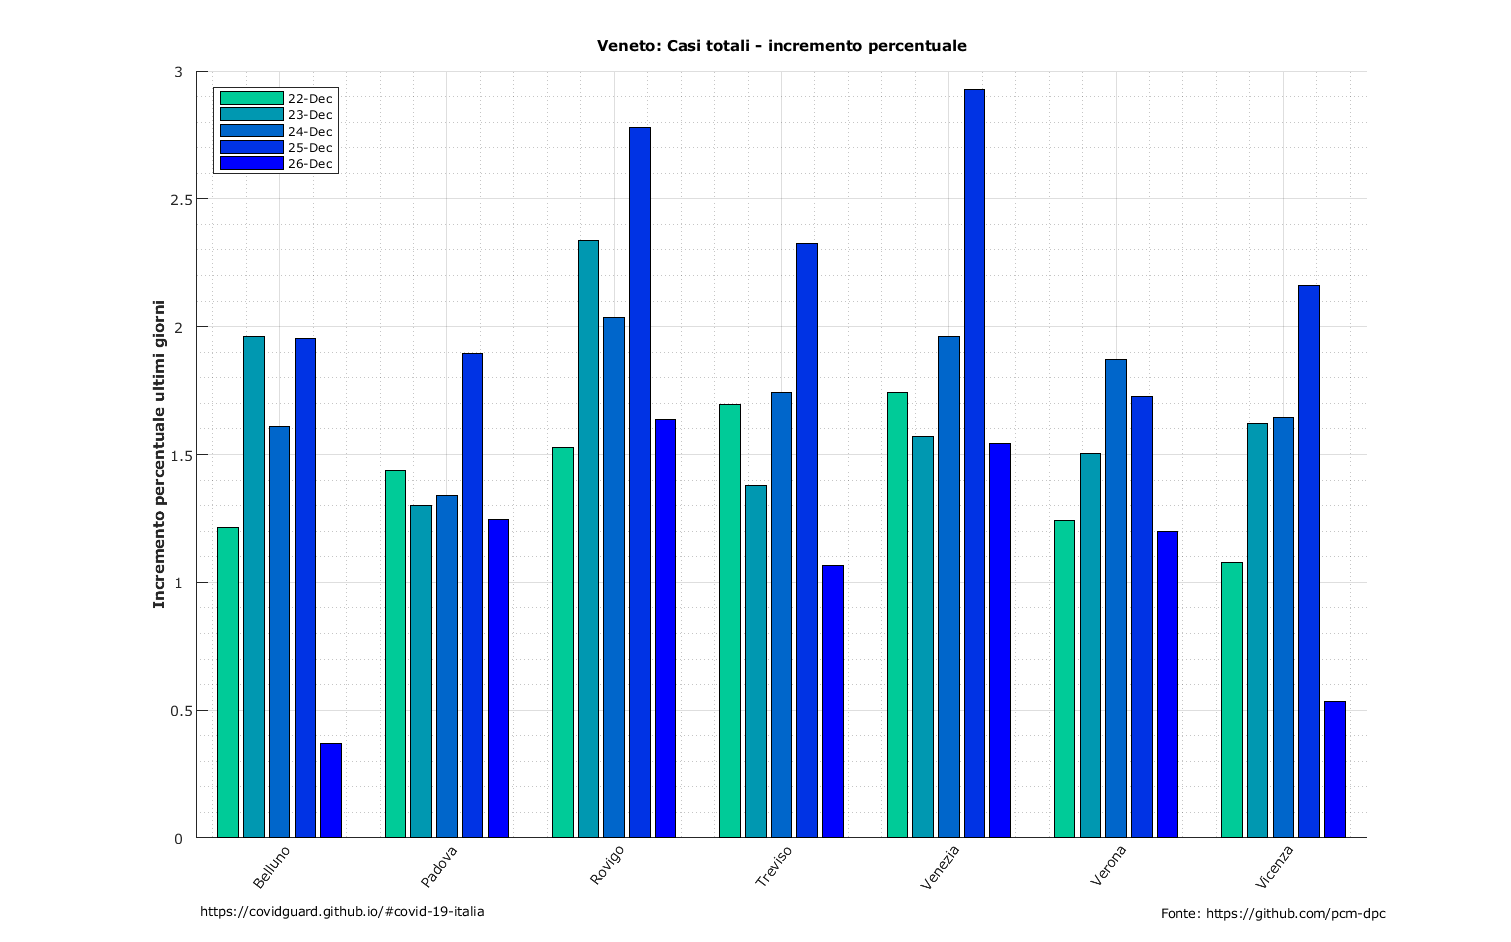 Veneto: Casi totali - incremento percentuale
3
2.5
2
1.5
1
0.5
0
Incremento percentuale ultimi giorni
22-Dec
23-Dec
24-Dec
25-Dec
26-Dec
Belluno
Padova
Rovigo
Treviso
Venezia
Verona
Vicenza
https://covidguard.github.io/#covid-19-italia
Fonte: https://github.com/pcm-dpc